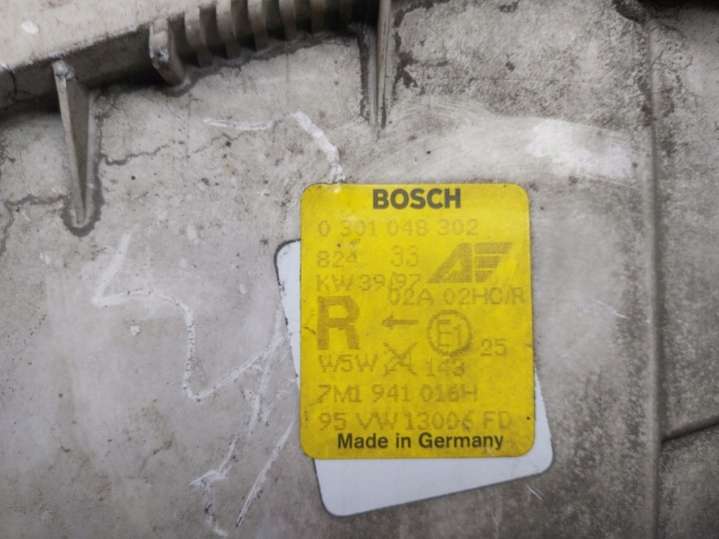 BOSCH
0 301 048 302
824 33
KW 39/97
02A 02HC/R
R ← E1 25
W5W 143
7M1 941 016H
95 VW 13006 FD
Made in Germany